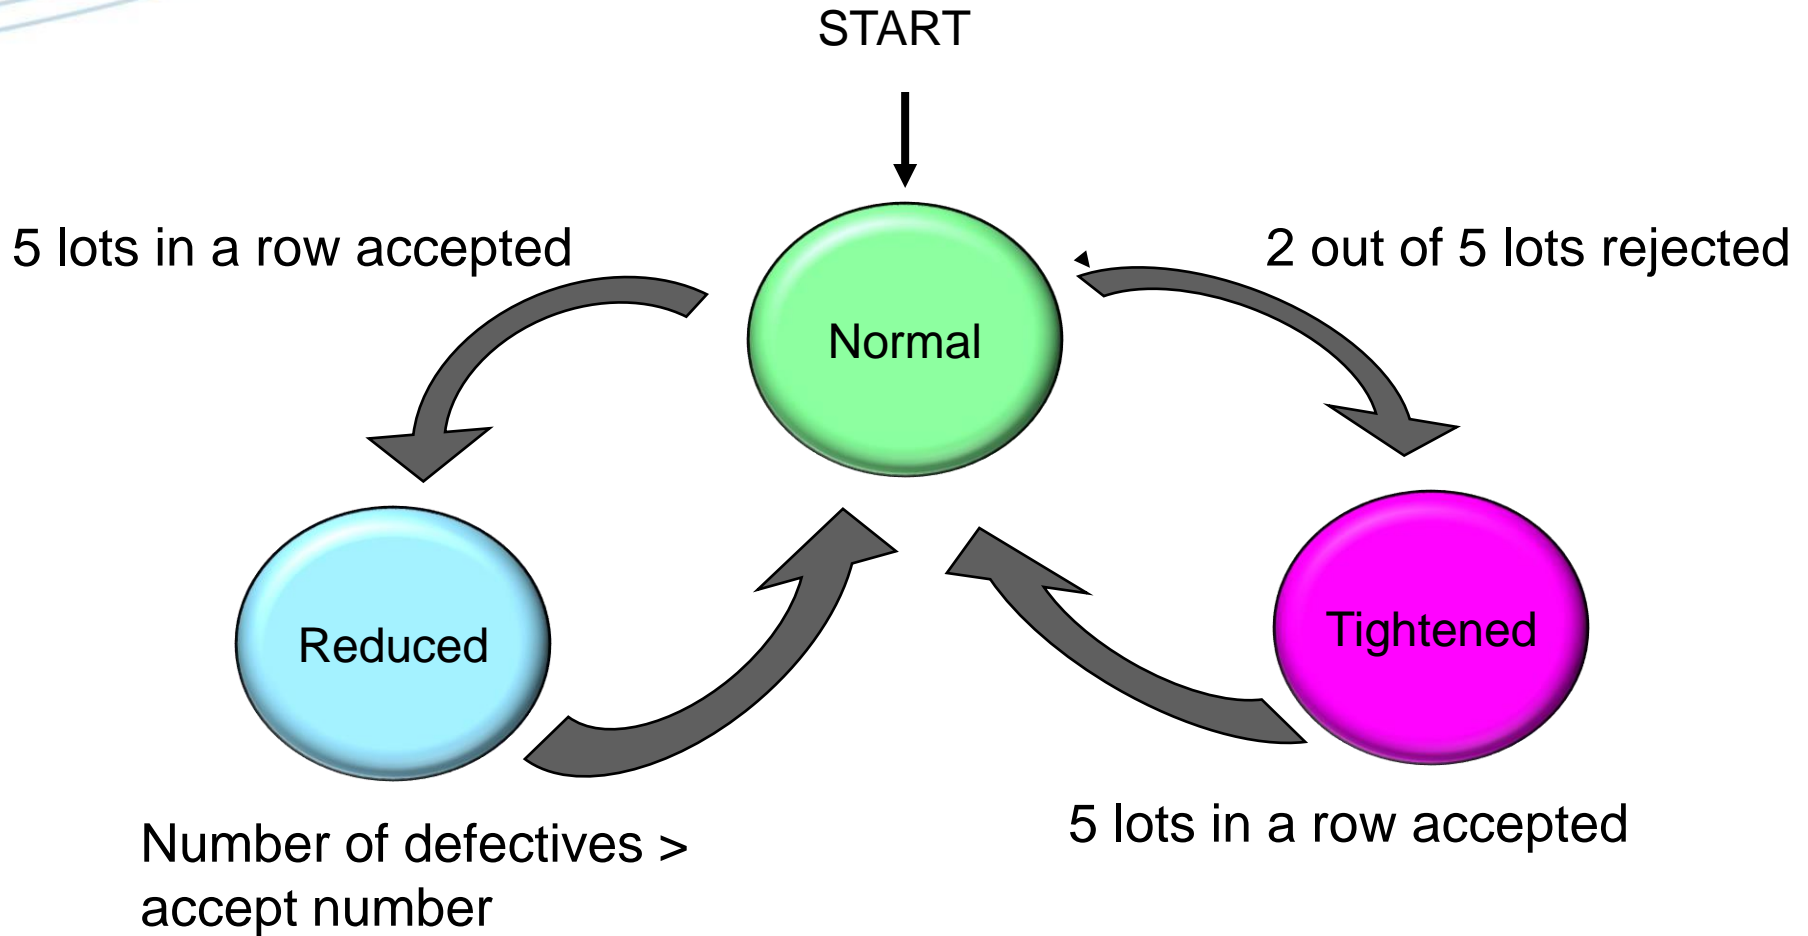 START
5 lots in a row accepted
2 out of 5 lots rejected
Normal
Reduced
Tightened
Number of defectives >
accept number
5 lots in a row accepted